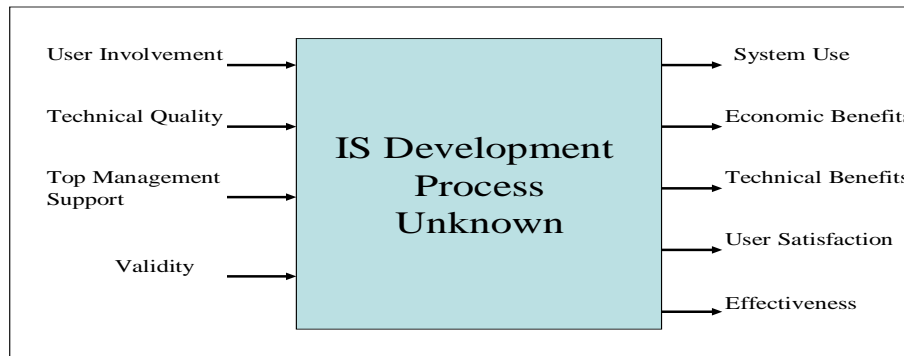 User Involvement
Technical Quality
Top Management
Support
Validity
IS Development
Process
Unknown
System Use
Economic Benefits
Technical Benefits
User Satisfaction
Effectiveness